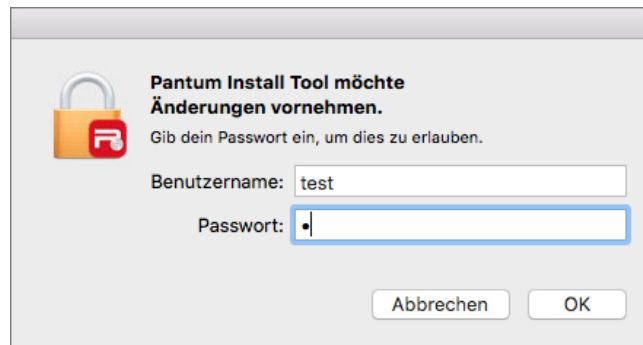 Pantum Install Tool möchte
Änderungen vornehmen.
Gib dein Passwort ein, um dies zu erlauben.
Benutzername: test
Passwort: •
Abbrechen OK